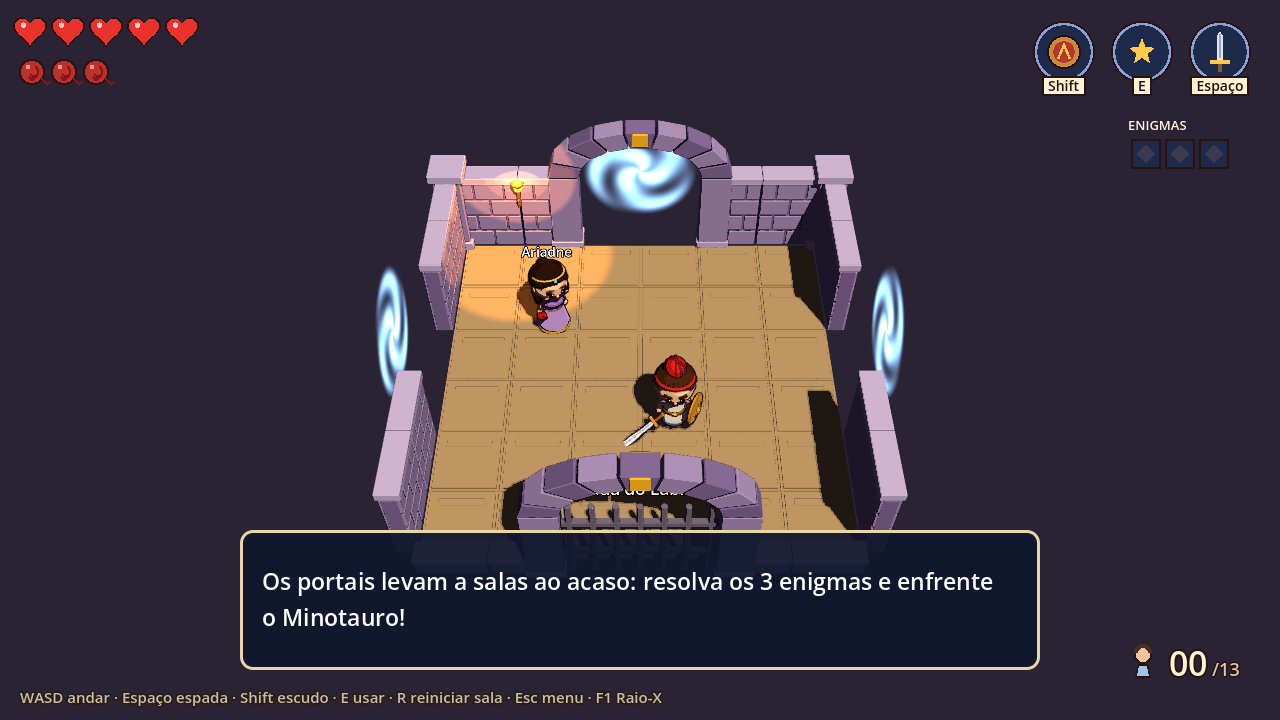 Shift
E
Espaço
ENIGMAS
Ariadne
Os portais levam a salas ao acaso: resolva os 3 enigmas e enfrente
o Minotauro!
00 /13
WASD andar · Espaço espada · Shift escudo · E usar · R reiniciar sala · Esc menu · F1 Raio-X